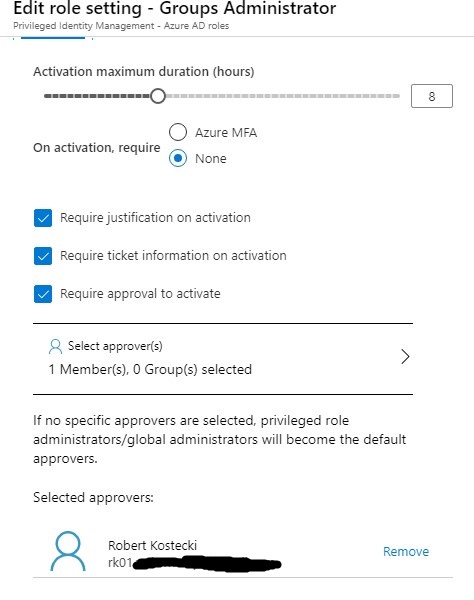 Edit role setting - Groups Administrator
Privileged Identity Management - Azure AD roles
Activation maximum duration (hours)
8
On activation, require
Azure MFA
None
Require justification on activation
Require ticket information on activation
Require approval to activate
Select approver(s)
1 Member(s), 0 Group(s) selected
If no specific approvers are selected, privileged role
administrators/global administrators will become the default
approvers.
Selected approvers:
Robert Kostecki
rk01
Remove